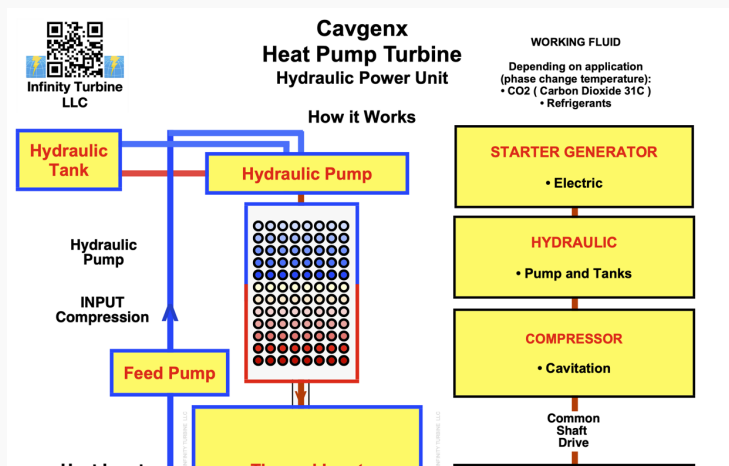 Cavgenx
Heat Pump Turbine
Hydraulic Power Unit
Infinity Turbine
LLC
How it Works
Hydraulic
Tank
Hydraulic Pump
Hydraulic
Pump
INPUT
Compression
Feed Pump
WORKING FLUID
Depending on application
(phase change temperature):
• CO2 ( Carbon Dioxide 31C )
• Refrigerants
STARTER GENERATOR
• Electric
HYDRAULIC
• Pump and Tanks
COMPRESSOR
• Cavitation
Common
Shaft
Drive